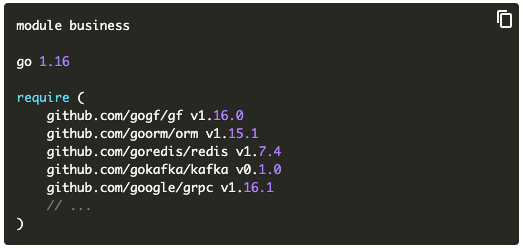 module business
go 1.16
require (
github.com/gogf/gf v1.16.0
github.com/goorm/orm v1.15.1
github.com/goredis/redis v1.7.4
github.com/gokafka/kafka v0.1.0
github.com/google/grpc v1.16.1
// ...
)